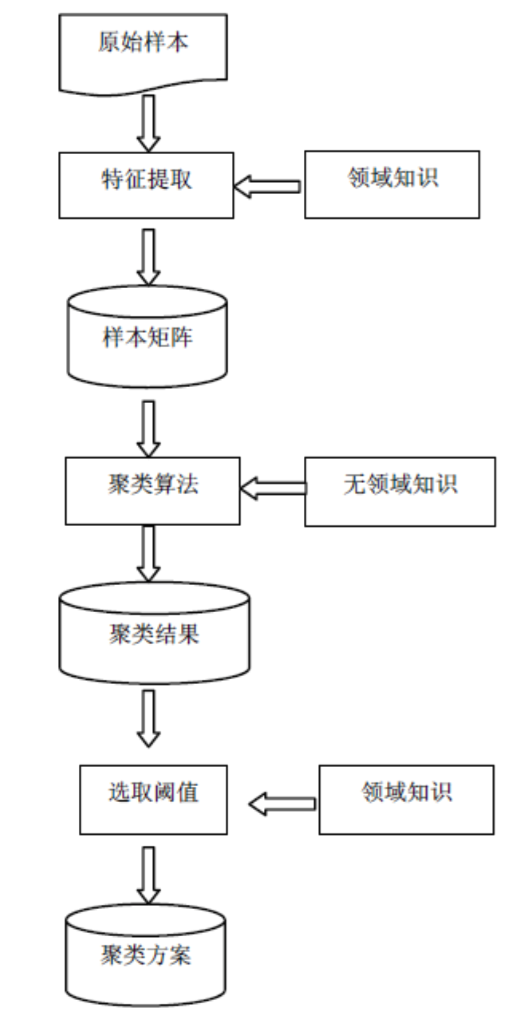 原始样本
特征提取
领域知识
样本矩阵
聚类算法
无领域知识
聚类结果
选取阈值
领域知识
聚类方案